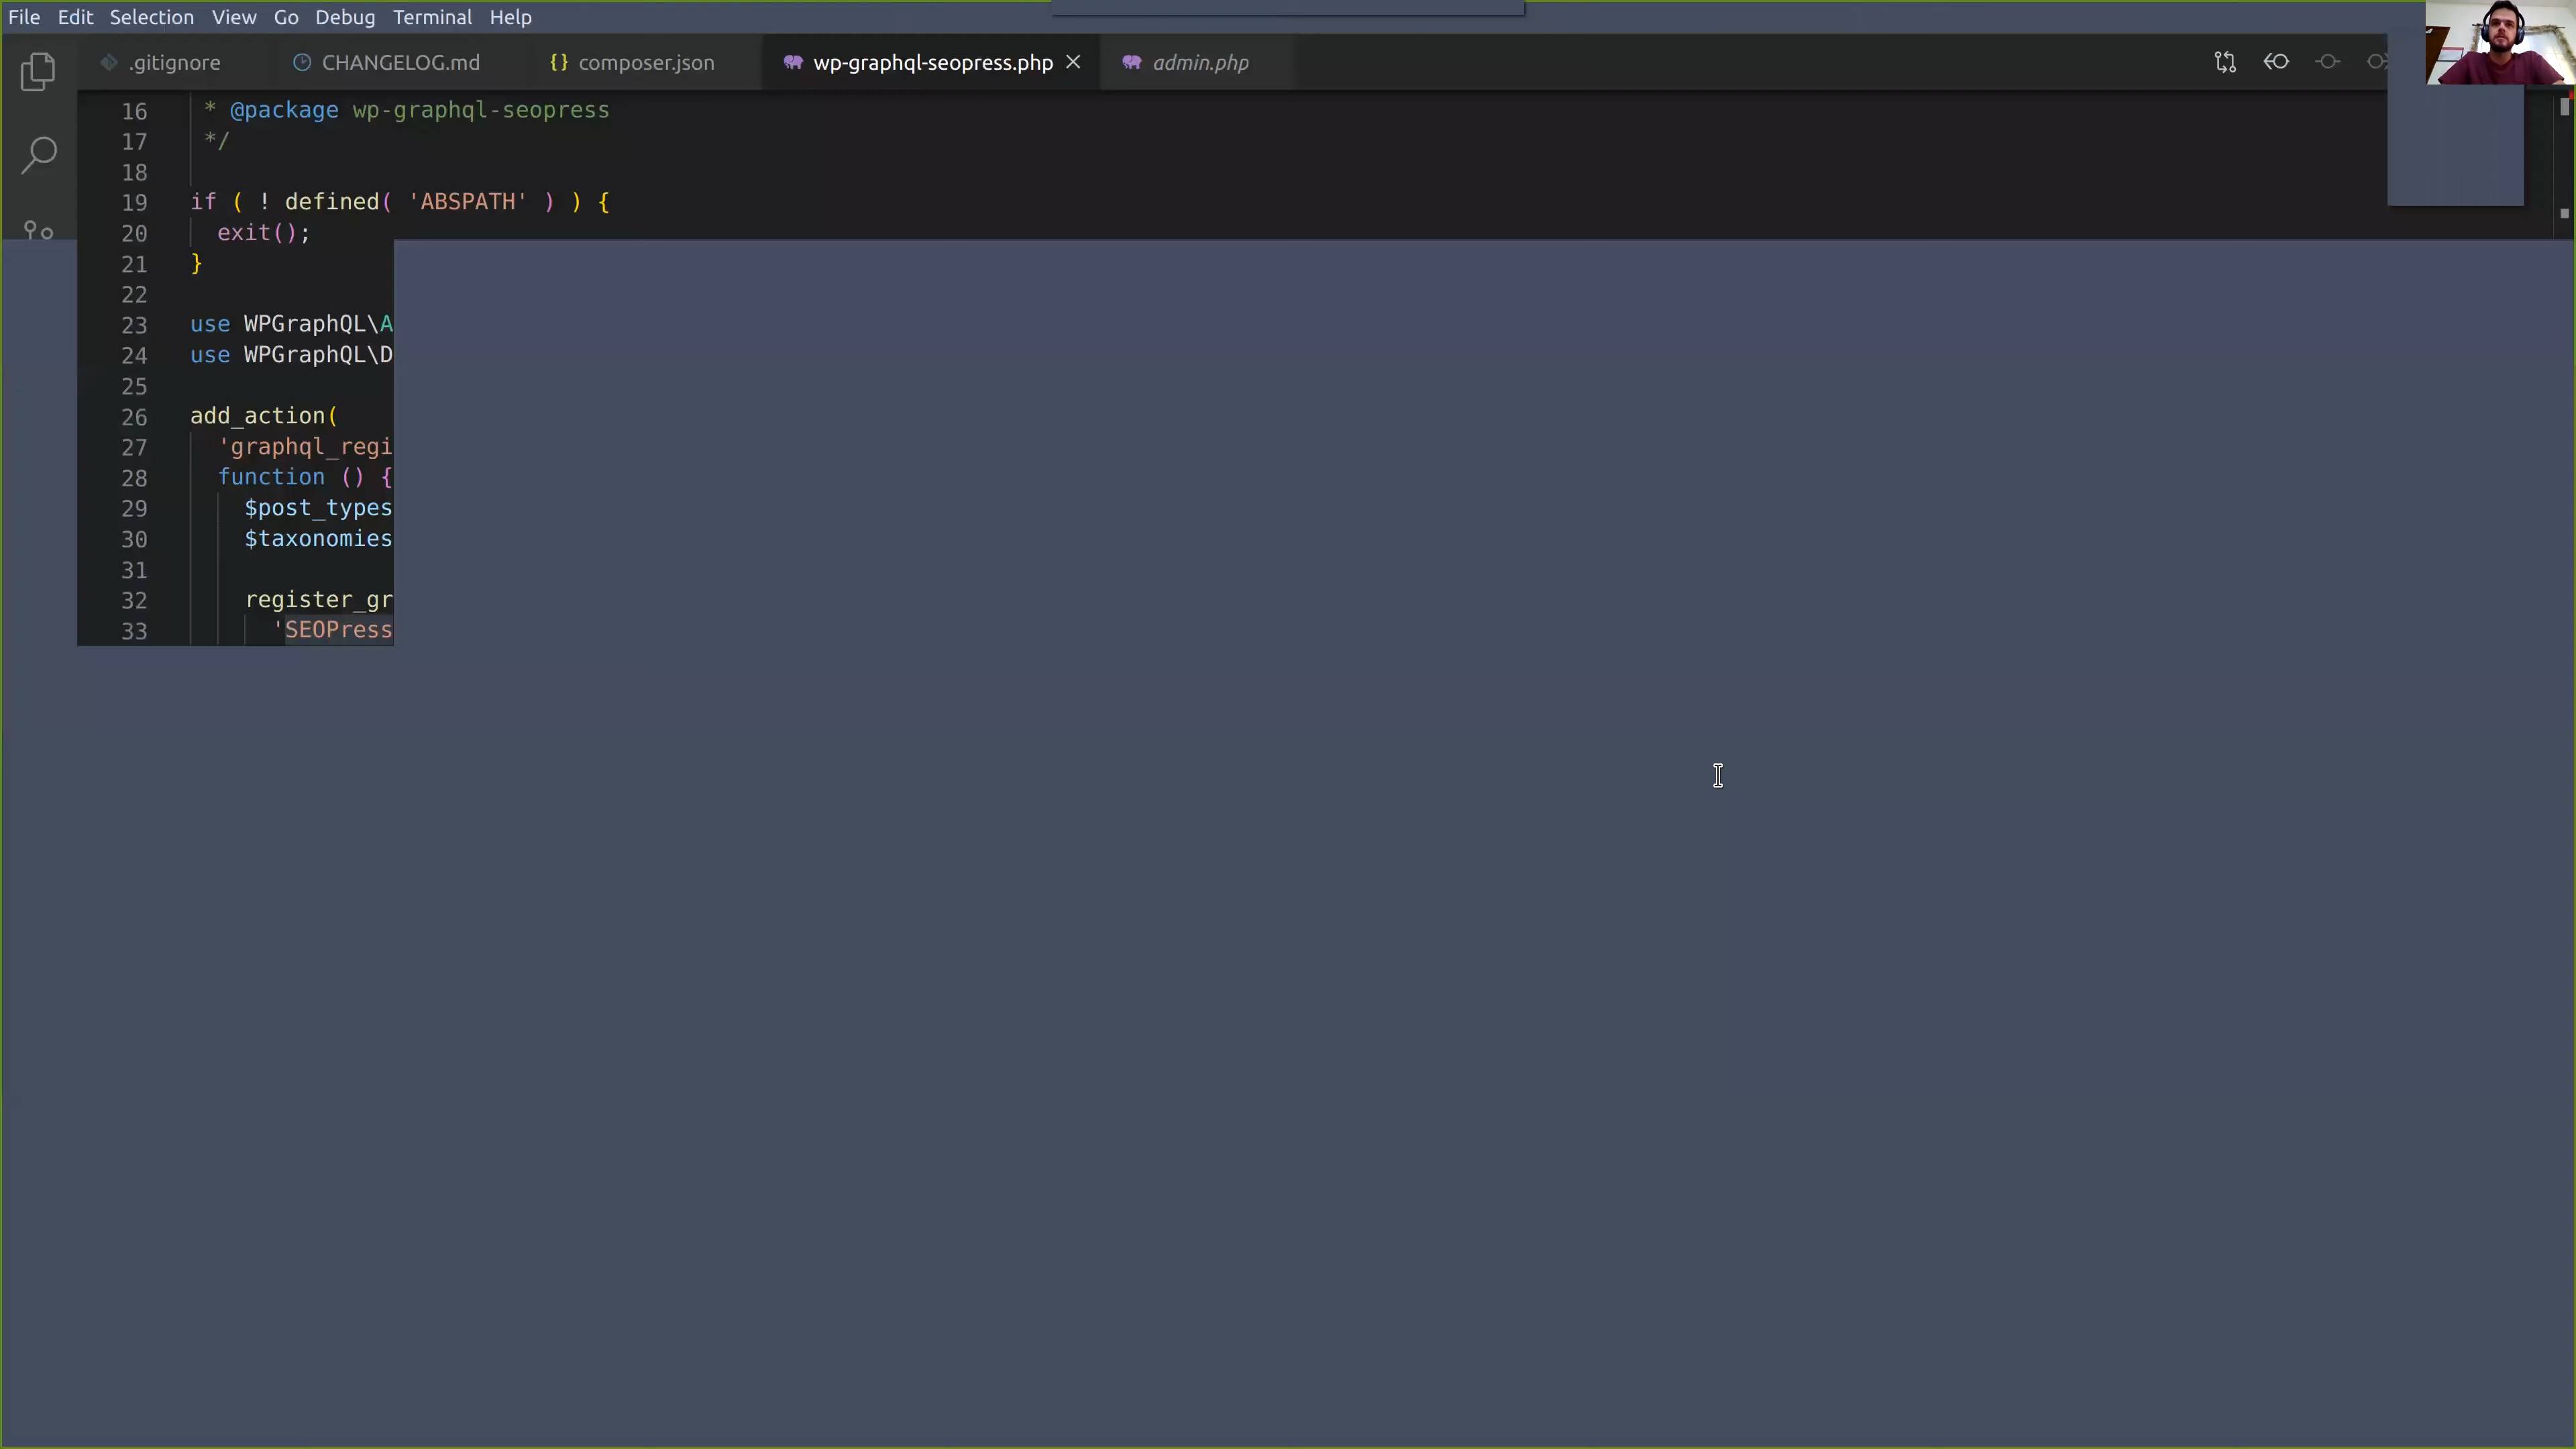 File Edit Selection View Go Debug Terminal Help
.gitignore CHANGELOG.md {} composer.json wp-graphql-seopress.php admin.php
16 * @package wp-graphql-seopress
17 */
18
19 if ( ! defined( 'ABSPATH' ) ) {
20 exit();
21 }
22
23 use WPGraphQL\A
24 use WPGraphQL\D
25
26 add_action(
27 'graphql_regi
28 function () {
29 $post_types
30 $taxonomies
31
32 register_gr
33 'SEOPress